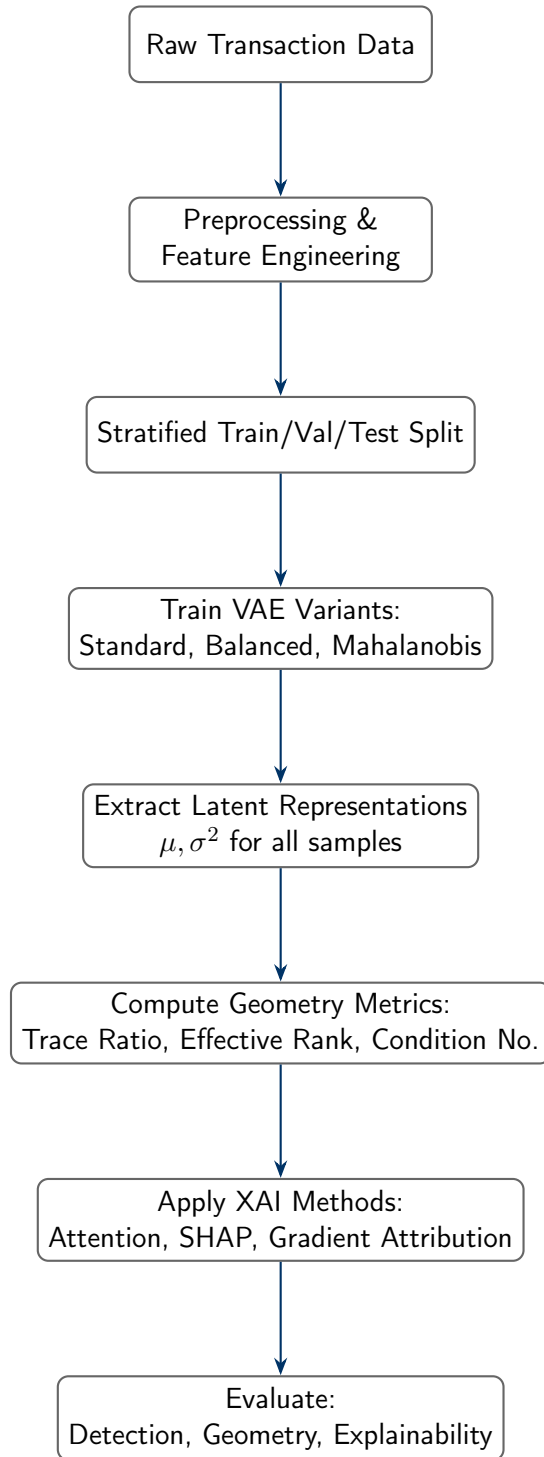 Raw Transaction Data
Preprocessing &
Feature Engineering
Stratified Train/Val/Test Split
Train VAE Variants:
Standard, Balanced, Mahalanobis
Extract Latent Representations
μ, σ² for all samples
Compute Geometry Metrics:
Trace Ratio, Effective Rank, Condition No.
Apply XAI Methods:
Attention, SHAP, Gradient Attribution
Evaluate:
Detection, Geometry, Explainability